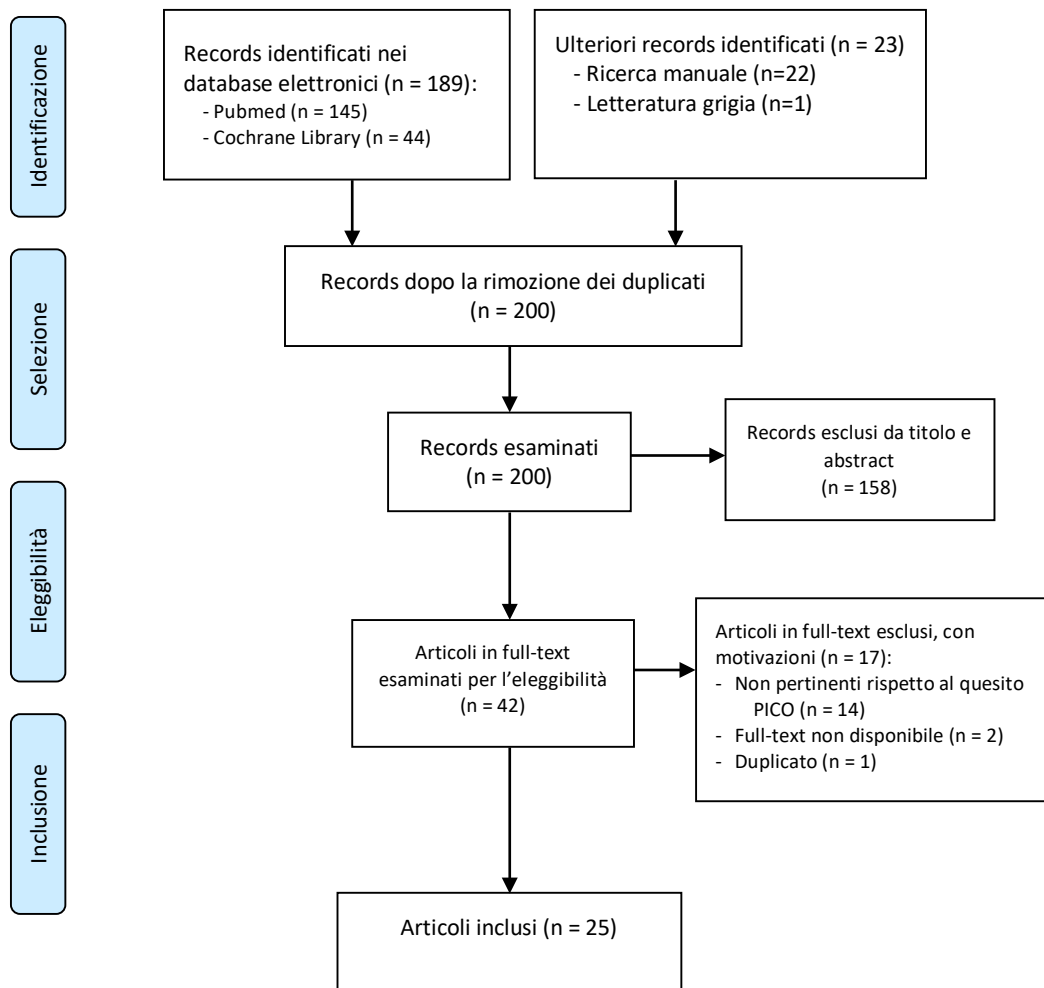 Identificazione
Records identificati nei
database elettronici (n = 189):
- Pubmed (n = 145)
- Cochrane Library (n = 44)
Ulteriori records identificati (n = 23)
- Ricerca manuale (n=22)
- Letteratura grigia (n=1)
Selezione
Records dopo la rimozione dei duplicati
(n = 200)
Records esaminati
(n = 200)
Records esclusi da titolo e
abstract
(n = 158)
Eleggibilità
Articoli in full-text
esaminati per l’eleggibilità
(n = 42)
Articoli in full-text esclusi, con
motivazioni (n = 17):
- Non pertinenti rispetto al quesito
PICO (n = 14)
- Full-text non disponibile (n = 2)
- Duplicato (n = 1)
Inclusione
Articoli inclusi (n = 25)